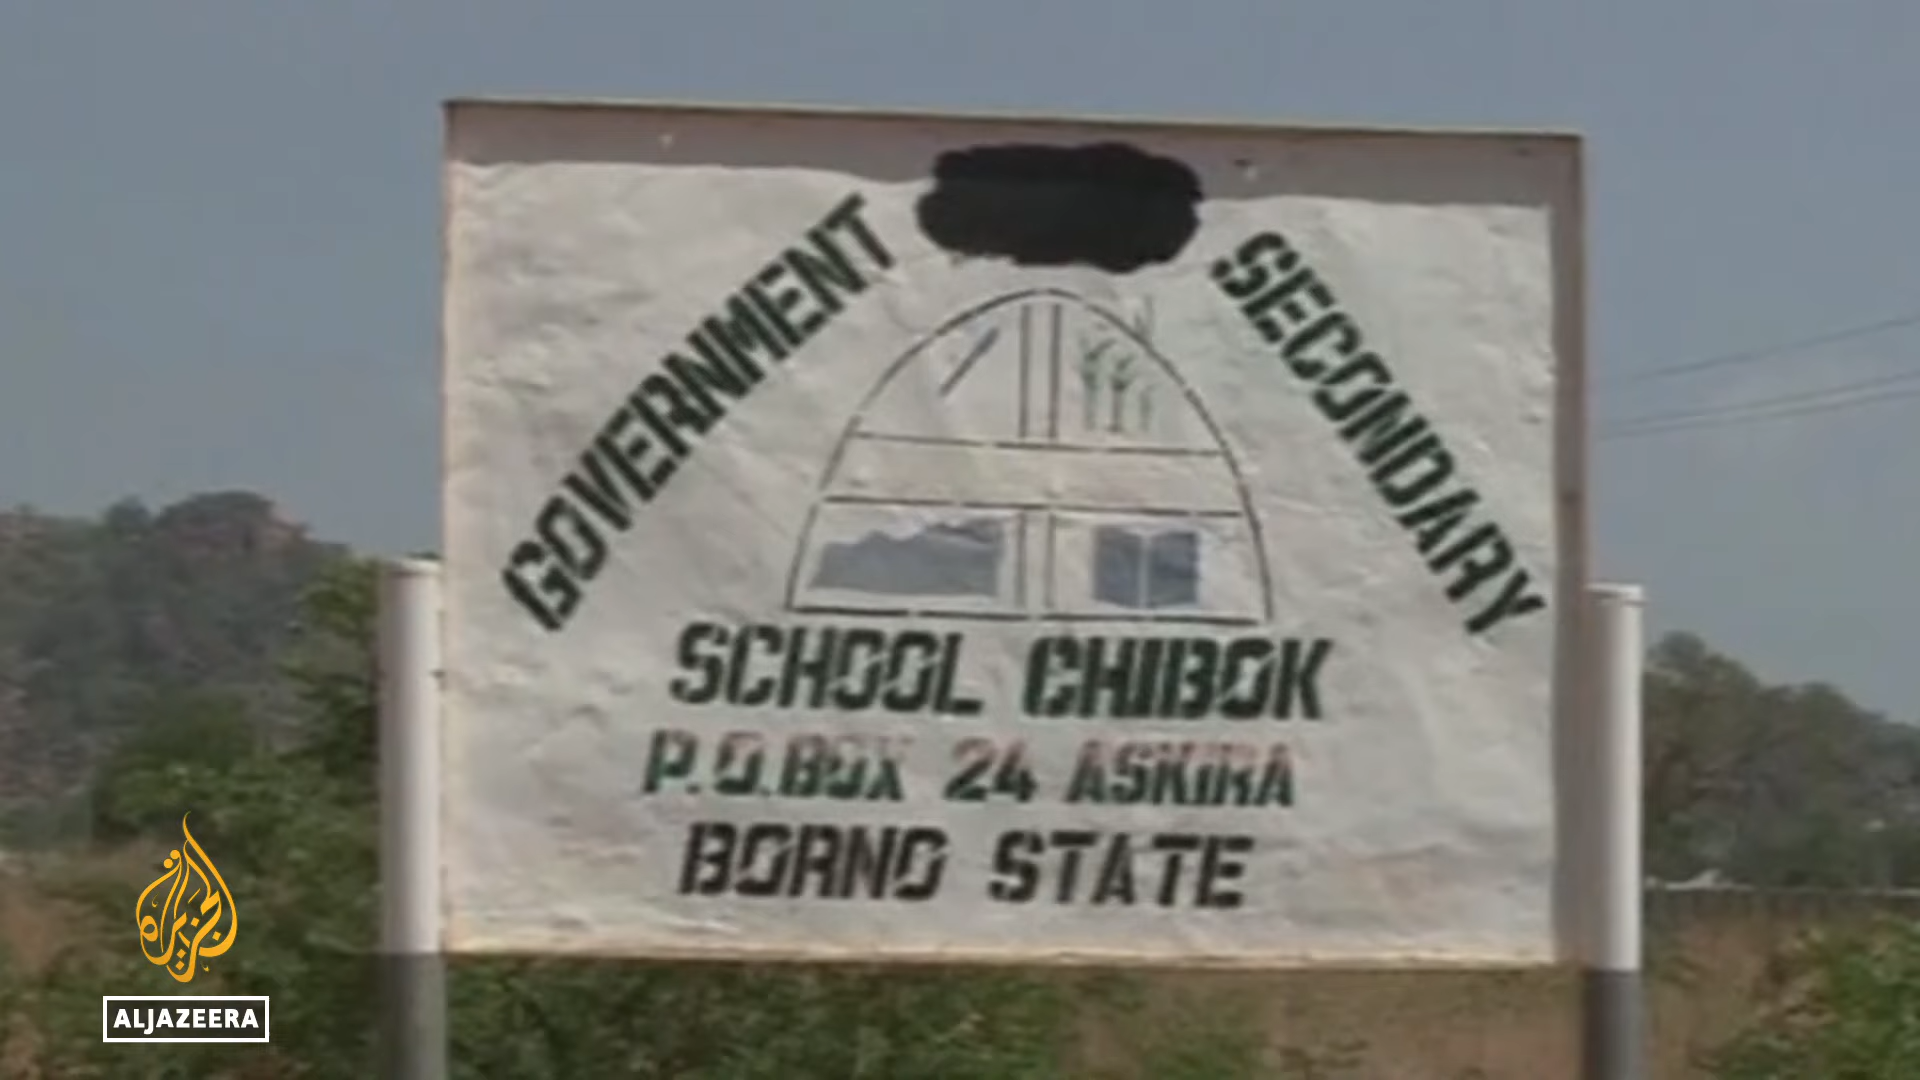 GOVERNMENT
SECONDARY
SCHOOL CHIBOK
P.O.BOX 24 ASKIRA
BORNO STATE
الجزيرة
ALJAZEERA